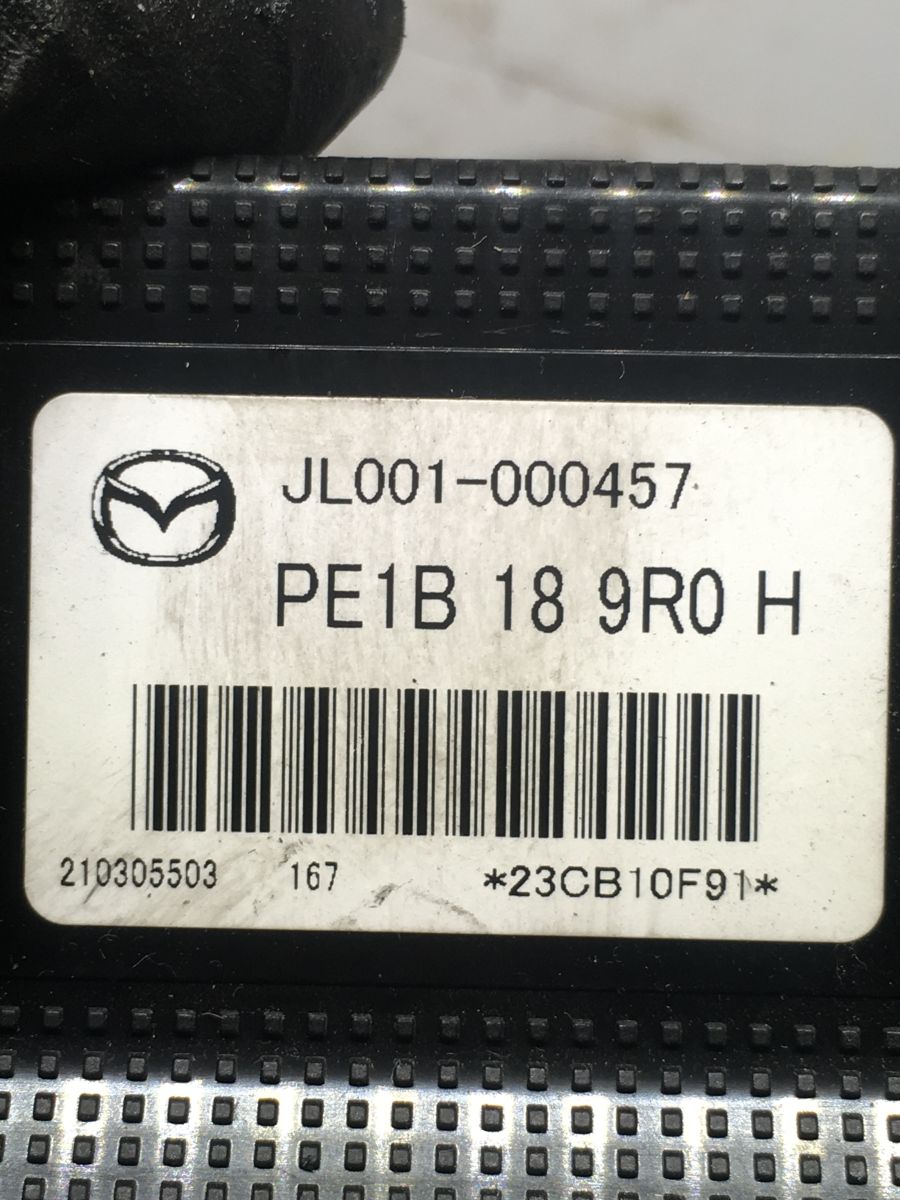 JL001-000457
PE1B 18 9R0 H
210305503 167 *23CB10F91*